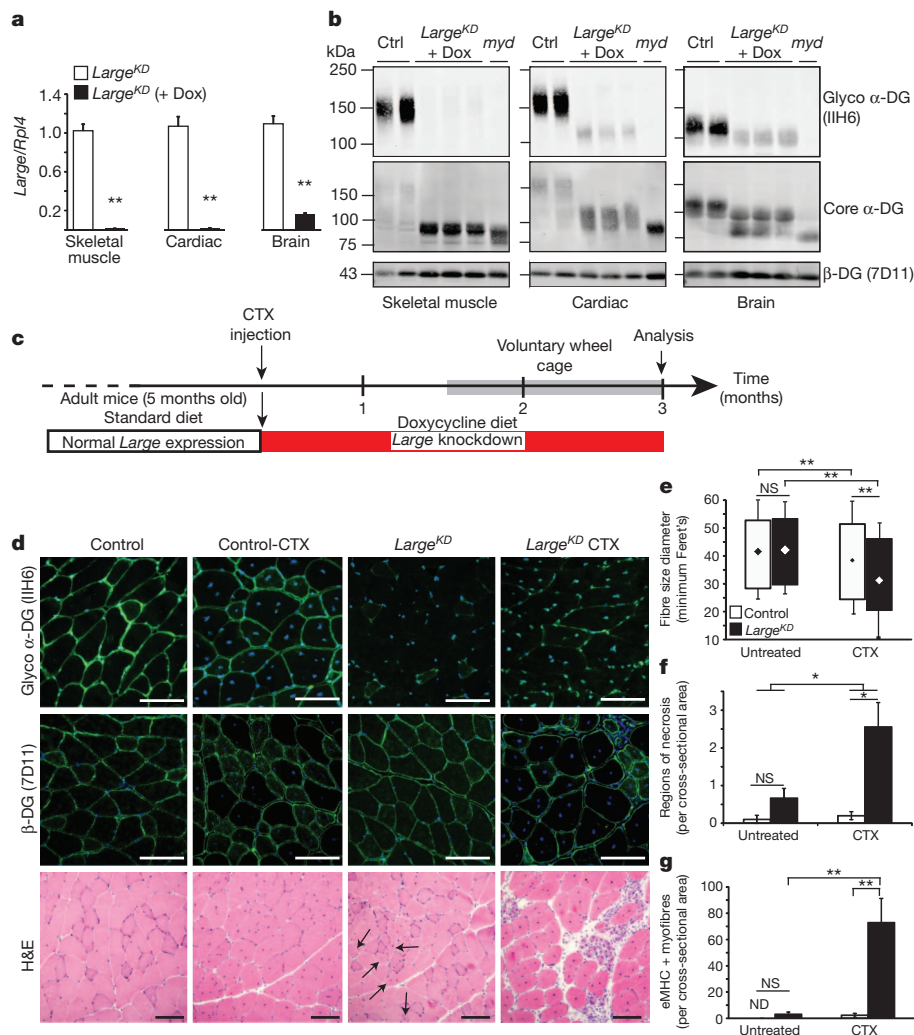 a
Large^KD
Large^KD (+ Dox)
Large/Rpl4
1.2
1.0
0.8
0.6
0.4
0.2
**
**
**
Skeletal muscle
Cardiac
Brain
b
kDa
Ctrl
Large^KD + Dox
myd
Ctrl
Large^KD + Dox
myd
Ctrl
Large^KD + Dox
myd
250
150
100
Glyco α-DG (IIH6)
150
100
75
Core α-DG
43
β-DG (7D11)
Skeletal muscle
Cardiac
Brain
c
CTX injection
Voluntary wheel cage
Analysis
Time (months)
1
2
3
Adult mice (5 months old)
Standard diet
Doxycycline diet
Normal Large expression
Large knockdown
d
Control
Control-CTX
Large^KD
Large^KD CTX
Glyco α-DG (IIH6)
β-DG (7D11)
H&E
e
**
NS
**
**
Fibre size diameter (minimum Feret's)
60
50
40
30
20
10
Control
Large^KD
Untreated
CTX
f
*
*
NS
Regions of necrosis (per cross-sectional area)
3
2
1
0
Untreated
CTX
g
**
**
NS
ND
eMHC + myofibres (per cross-sectional area)
100
80
60
40
20
0
Untreated
CTX